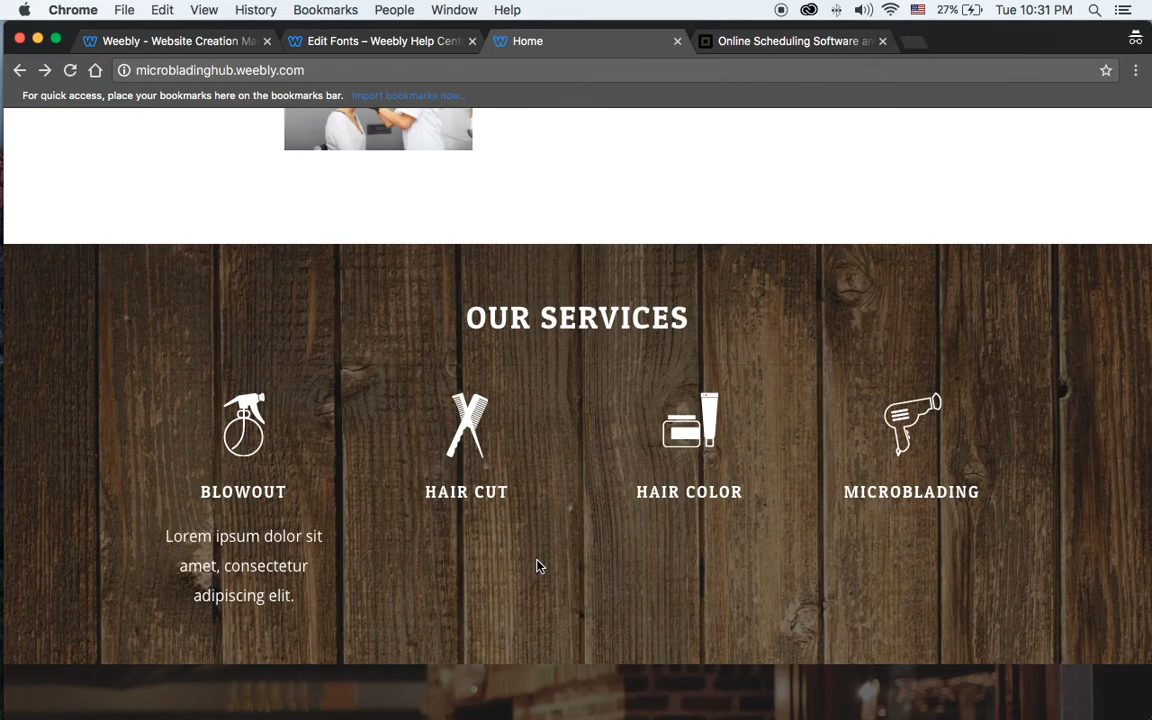 Chrome File Edit View History Bookmarks People Window Help 27% Tue 10:31 PM
Weebly - Website Creation Ma
Edit Fonts – Weebly Help Cent
Home
Online Scheduling Software a
microbladinghub.weebly.com
For quick access, place your bookmarks here on the bookmarks bar. Import bookmarks now...
OUR SERVICES
BLOWOUT HAIR CUT HAIR COLOR MICROBLADING
Lorem ipsum dolor sit
amet, consectetur
adipiscing elit.